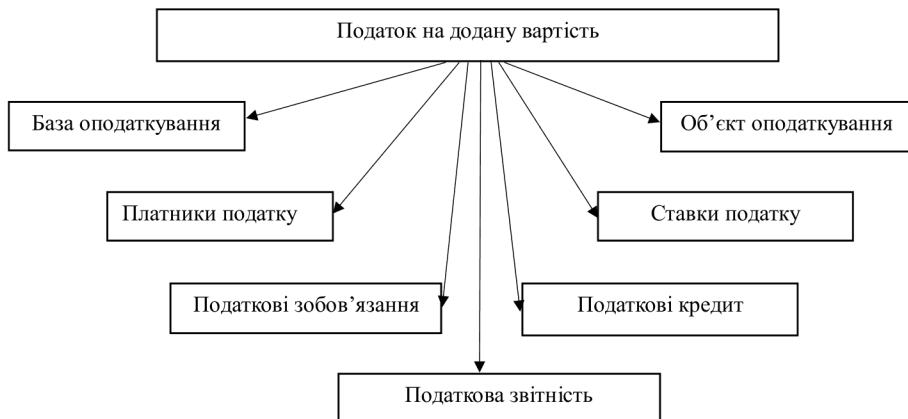 Податок на додану вартість
База оподаткування
Об’єкт оподаткування
Платники податку
Ставки податку
Податкові зобов’язання
Податкові кредит
Податкова звітність